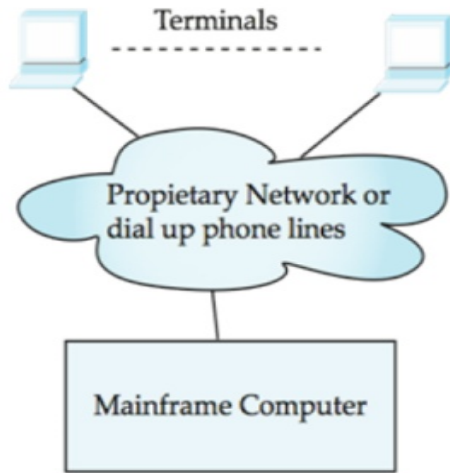 Terminals
Propietary Network or
dial up phone lines
Mainframe Computer